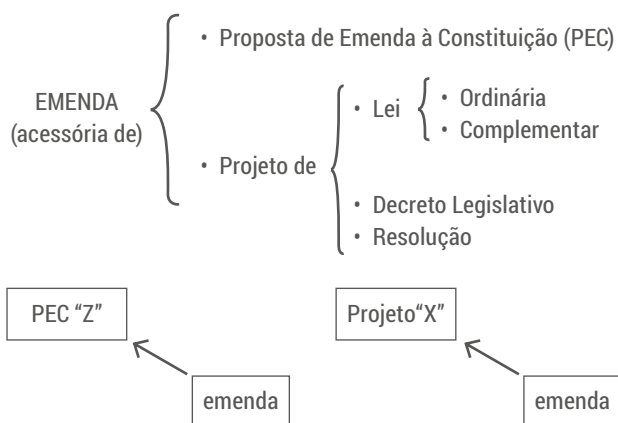 • Proposta de Emenda à Constituição (PEC)
EMENDA
(acessória de)
• Projeto de
• Lei
• Ordinária
• Complementar
• Decreto Legislativo
• Resolução
PEC “Z”
Projeto“X”
emenda
emenda